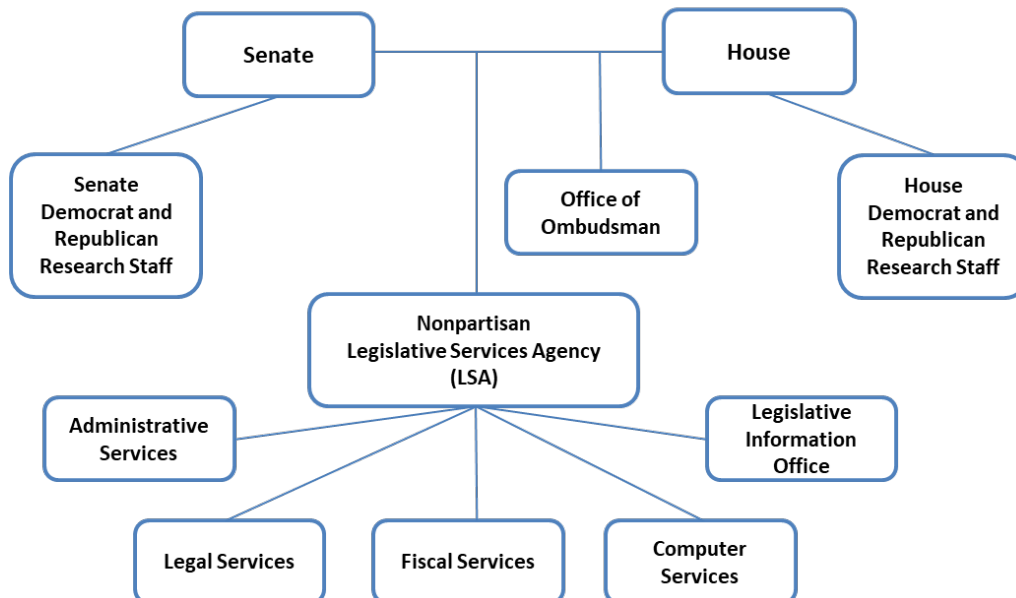 Senate
House
Senate
Democrat and
Republican
Research Staff
Office of
Ombudsman
House
Democrat and
Republican
Research Staff
Nonpartisan
Legislative Services Agency
(LSA)
Administrative
Services
Legislative
Information
Office
Legal Services
Fiscal Services
Computer
Services